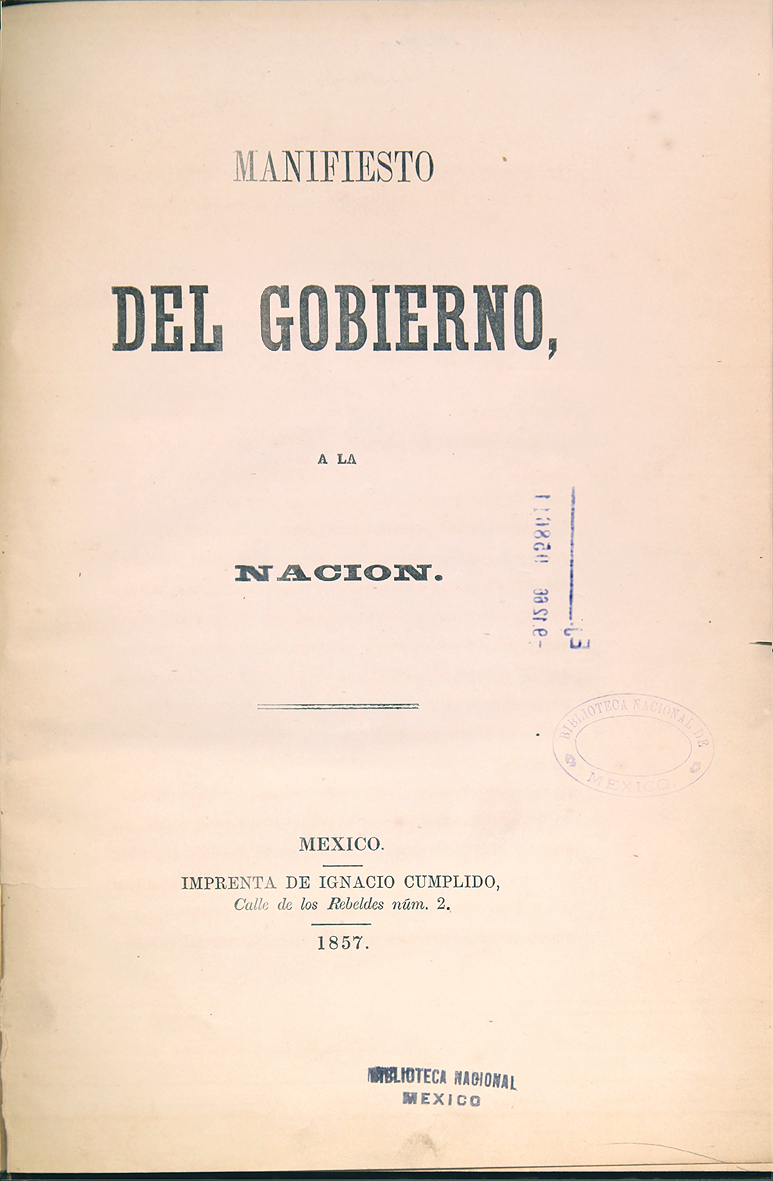 MANIFIESTO
DEL GOBIERNO,
A LA
NACION.
BIBLIOTECA NACIONAL DE
MEXICO.
MEXICO.
IMPRENTA DE IGNACIO CUMPLIDO,
Calle de los Rebeldes núm. 2.
1857.
BIBLIOTECA NACIONAL
MEXICO